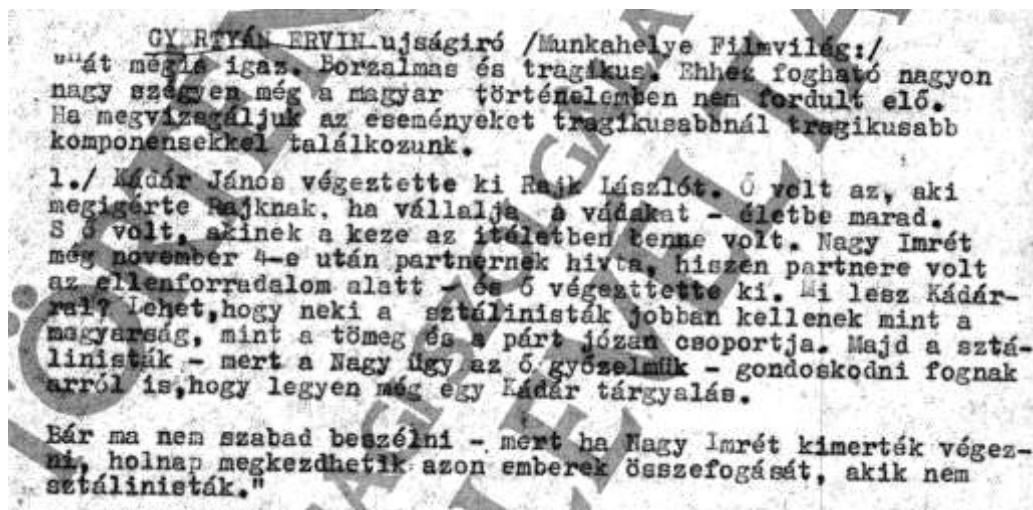 GYERTYÁN ERVIN ujságiró /Munkahelye Filmvilág:/
"Hát mégis igaz. Borzalmas és tragikus. Ehhez fogható nagyon
nagy szégyen még a magyar történelemben nem fordult elő.
Ha megvizsgáljuk az eseményeket tragikusabbnál tragikusabb
komponensekkel találkozunk.
1./ Kádár János végeztette ki Rajk Lászlót. Ő volt az, aki
megigérte Rajknak, ha vállalja a vádakat - életbe marad.
S ő volt, akinek a keze az itéletben benne volt. Nagy Imrét
még november 4-e után partnernek hivta, hiszen partnere volt
az ellenforradalom alatt - és ő végezttette ki. Mi lesz Kádár-
ral? Lehet,hogy neki a sztálinisták jobban kellenek mint a
magyarság, mint a tömeg és a párt józan csoportja. Majd a sztá-
linisták - mert a Nagy ügy az ő győzelmük - gondoskodni fognak
arról is,hogy legyen még egy Kádár tárgyalás.
Bár ma nem szabad beszélni - mert ha Nagy Imrét kimerték végez-
ni, holnap megkezdhetik azon emberek összefogását, akik nem
sztálinisták."